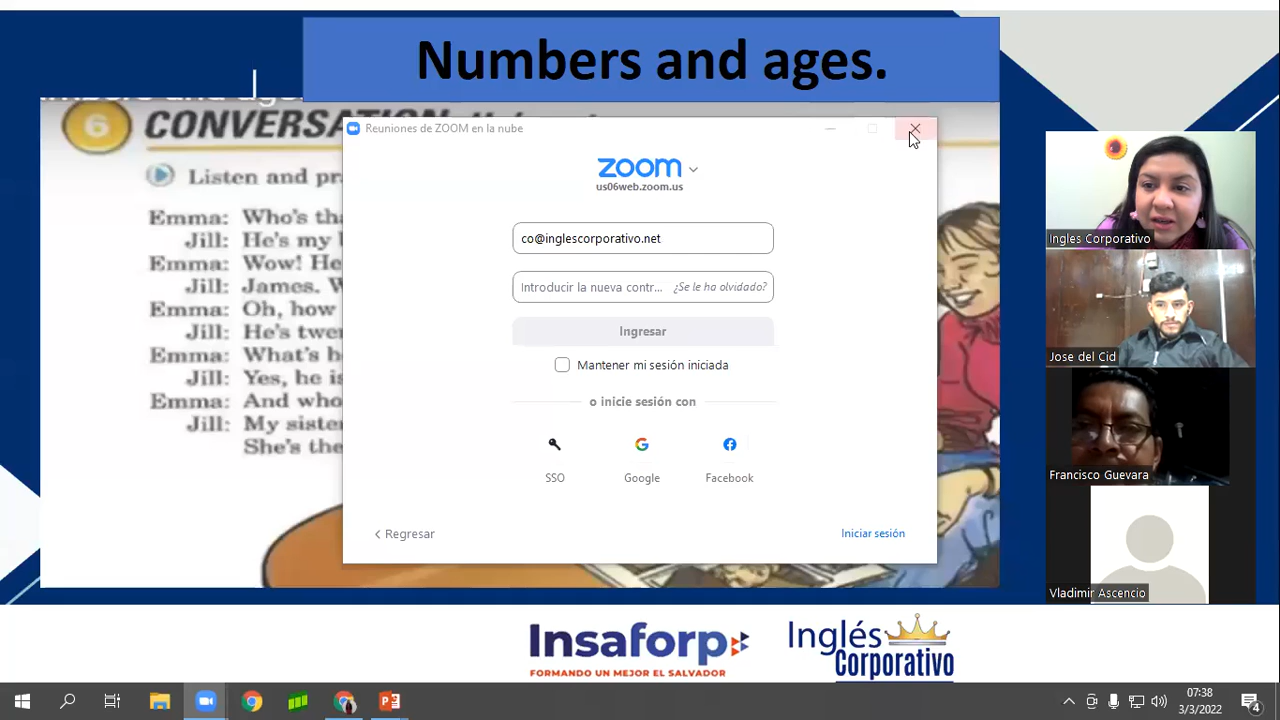 Numbers and ages.
6 CONVERSA
Listen and pr
Emma: Who's tha
Jill: He's my
Emma: Wow! He
Jill: James. W
Emma: Oh, how
Jill: He's twer
Emma: What's h
Jill: Yes, he is
Emma: And who
Jill: My siste
She's the
Reuniones de ZOOM en la nube
zoom
us06web.zoom.us
co@inglescorporativo.net
Introducir la nueva contr... ¿Se le ha olvidado?
Ingresar
Mantener mi sesión iniciada
o inicie sesión con
SSO Google Facebook
Regresar Iniciar sesión
Ingles Corporativo
Jose del Cid
Francisco Guevara
Vladimir Ascencio
Insaforp
FORMANDO UN MEJOR EL SALVADOR
Inglés
Corporativo
07:38
3/3/2022
4